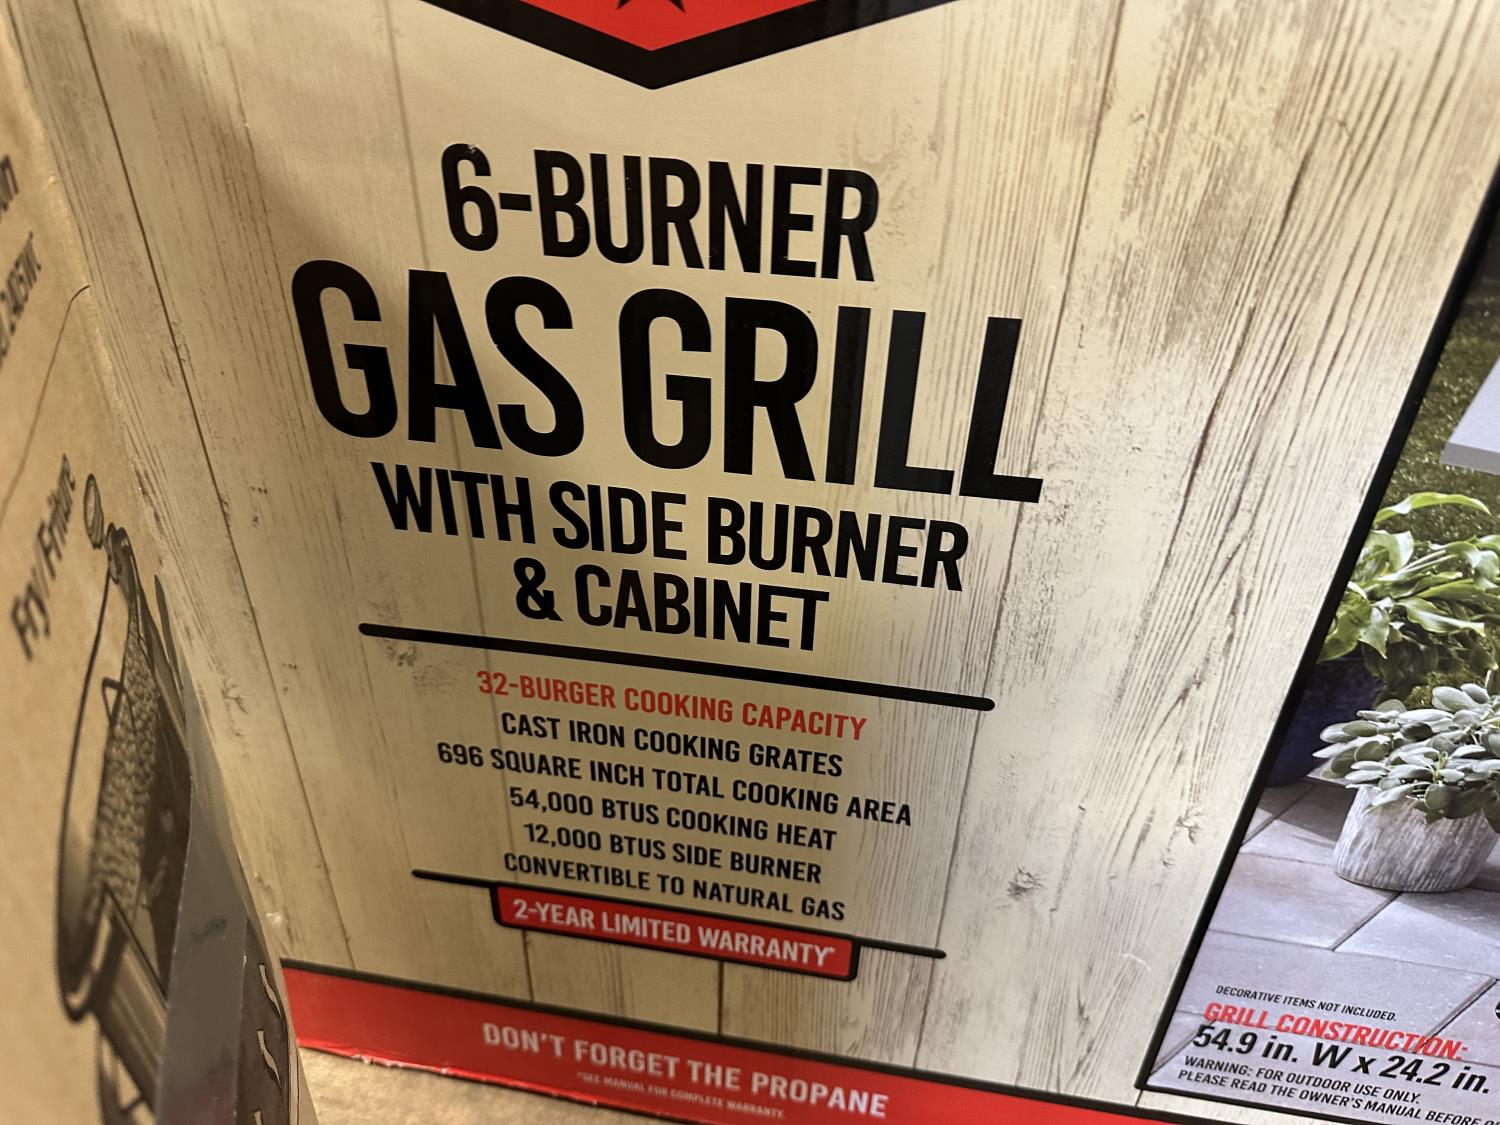 6-BURNER
GAS GRILL
WITH SIDE BURNER
& CABINET
32-BURGER COOKING CAPACITY
CAST IRON COOKING GRATES
696 SQUARE INCH TOTAL COOKING AREA
54,000 BTUS COOKING HEAT
12,000 BTUS SIDE BURNER
CONVERTIBLE TO NATURAL GAS
2-YEAR LIMITED WARRANTY*
DON'T FORGET THE PROPANE
*SEE MANUAL FOR COMPLETE WARRANTY.
DECORATIVE ITEMS NOT INCLUDED.
GRILL CONSTRUCTION:
54.9 in. W x 24.2 in.
WARNING: FOR OUTDOOR USE ONLY.
PLEASE READ THE OWNER'S MANUAL BEFORE
Fry/Friture